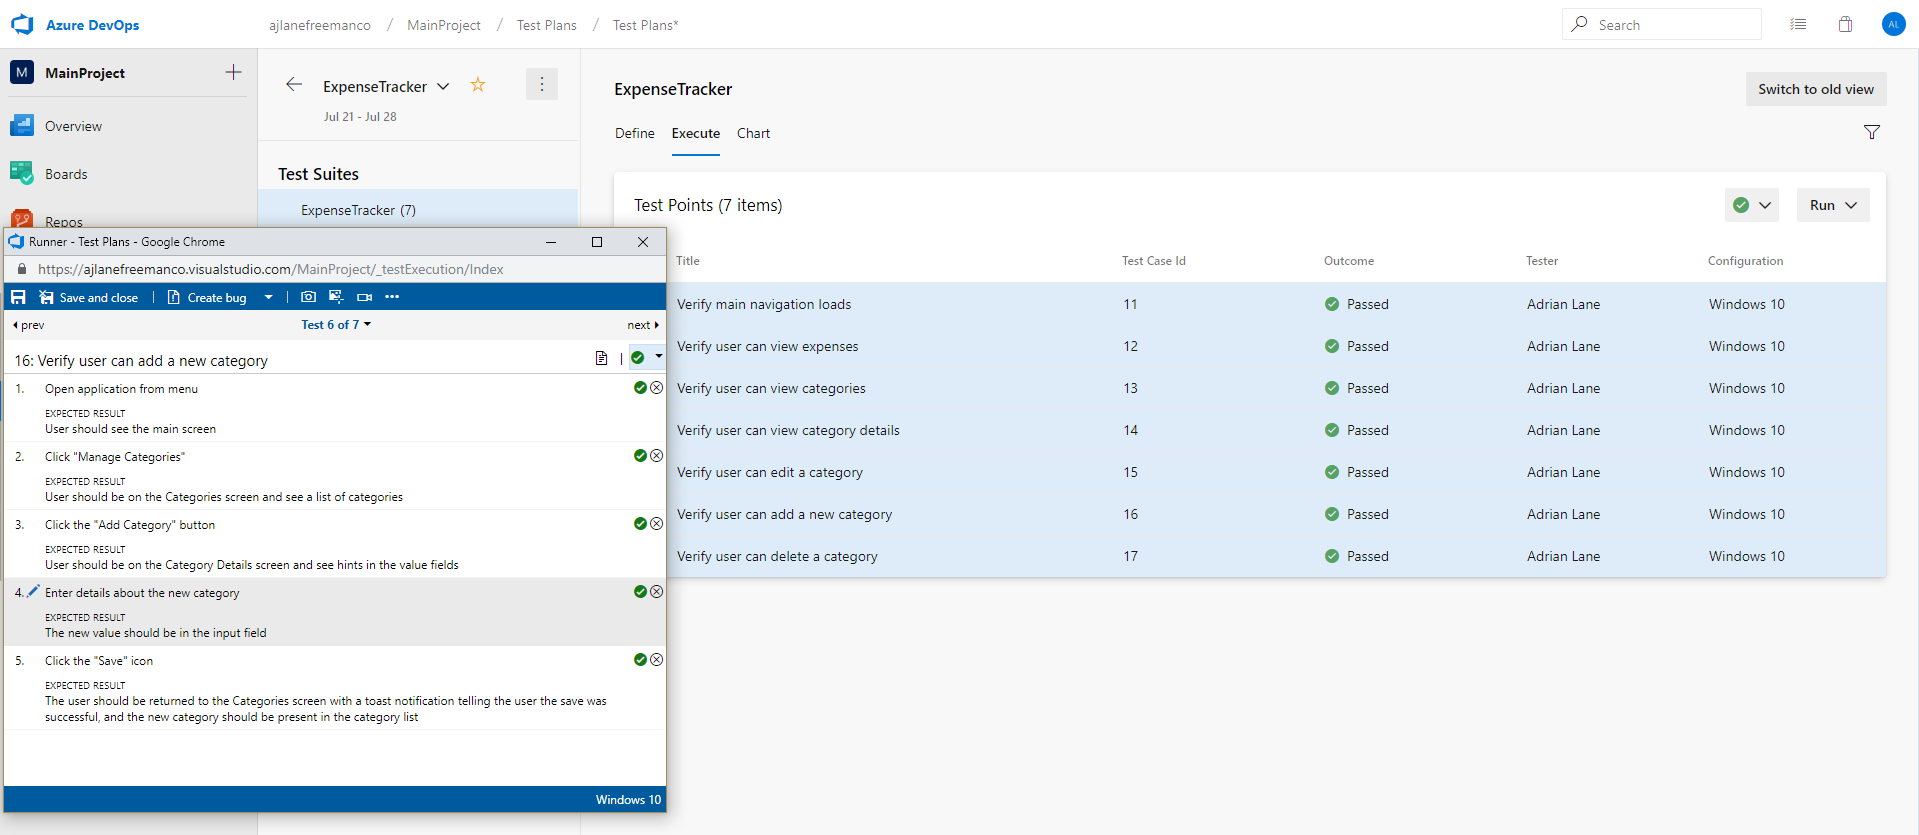 Azure DevOps
ajlanefreemanco / MainProject / Test Plans / Test Plans*
Search
AL
M MainProject
Overview
Boards
Repos
ExpenseTracker
Jul 21 - Jul 28
Test Suites
ExpenseTracker (7)
ExpenseTracker
Switch to old view
Define Execute Chart
Test Points (7 items)
Run
Title Test Case Id Outcome Tester Configuration
Verify main navigation loads 11 Passed Adrian Lane Windows 10
Verify user can view expenses 12 Passed Adrian Lane Windows 10
Verify user can view categories 13 Passed Adrian Lane Windows 10
Verify user can view category details 14 Passed Adrian Lane Windows 10
Verify user can edit a category 15 Passed Adrian Lane Windows 10
Verify user can add a new category 16 Passed Adrian Lane Windows 10
Verify user can delete a category 17 Passed Adrian Lane Windows 10
Runner - Test Plans - Google Chrome
https://ajlanefreemanco.visualstudio.com/MainProject/_testExecution/Index
Save and close | Create bug |
prev Test 6 of 7 next
16: Verify user can add a new category
1. Open application from menu
EXPECTED RESULT
User should see the main screen
2. Click "Manage Categories"
EXPECTED RESULT
User should be on the Categories screen and see a list of categories
3. Click the "Add Category" button
EXPECTED RESULT
User should be on the Category Details screen and see hints in the value fields
4. Enter details about the new category
EXPECTED RESULT
The new value should be in the input field
5. Click the "Save" icon
EXPECTED RESULT
The user should be returned to the Categories screen with a toast notification telling the user the save was
successful, and the new category should be present in the category list
Windows 10